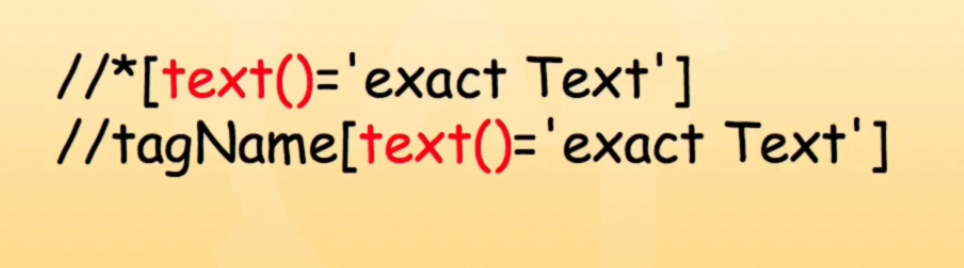 //*[text()='exact Text']
//tagName[text()='exact Text']